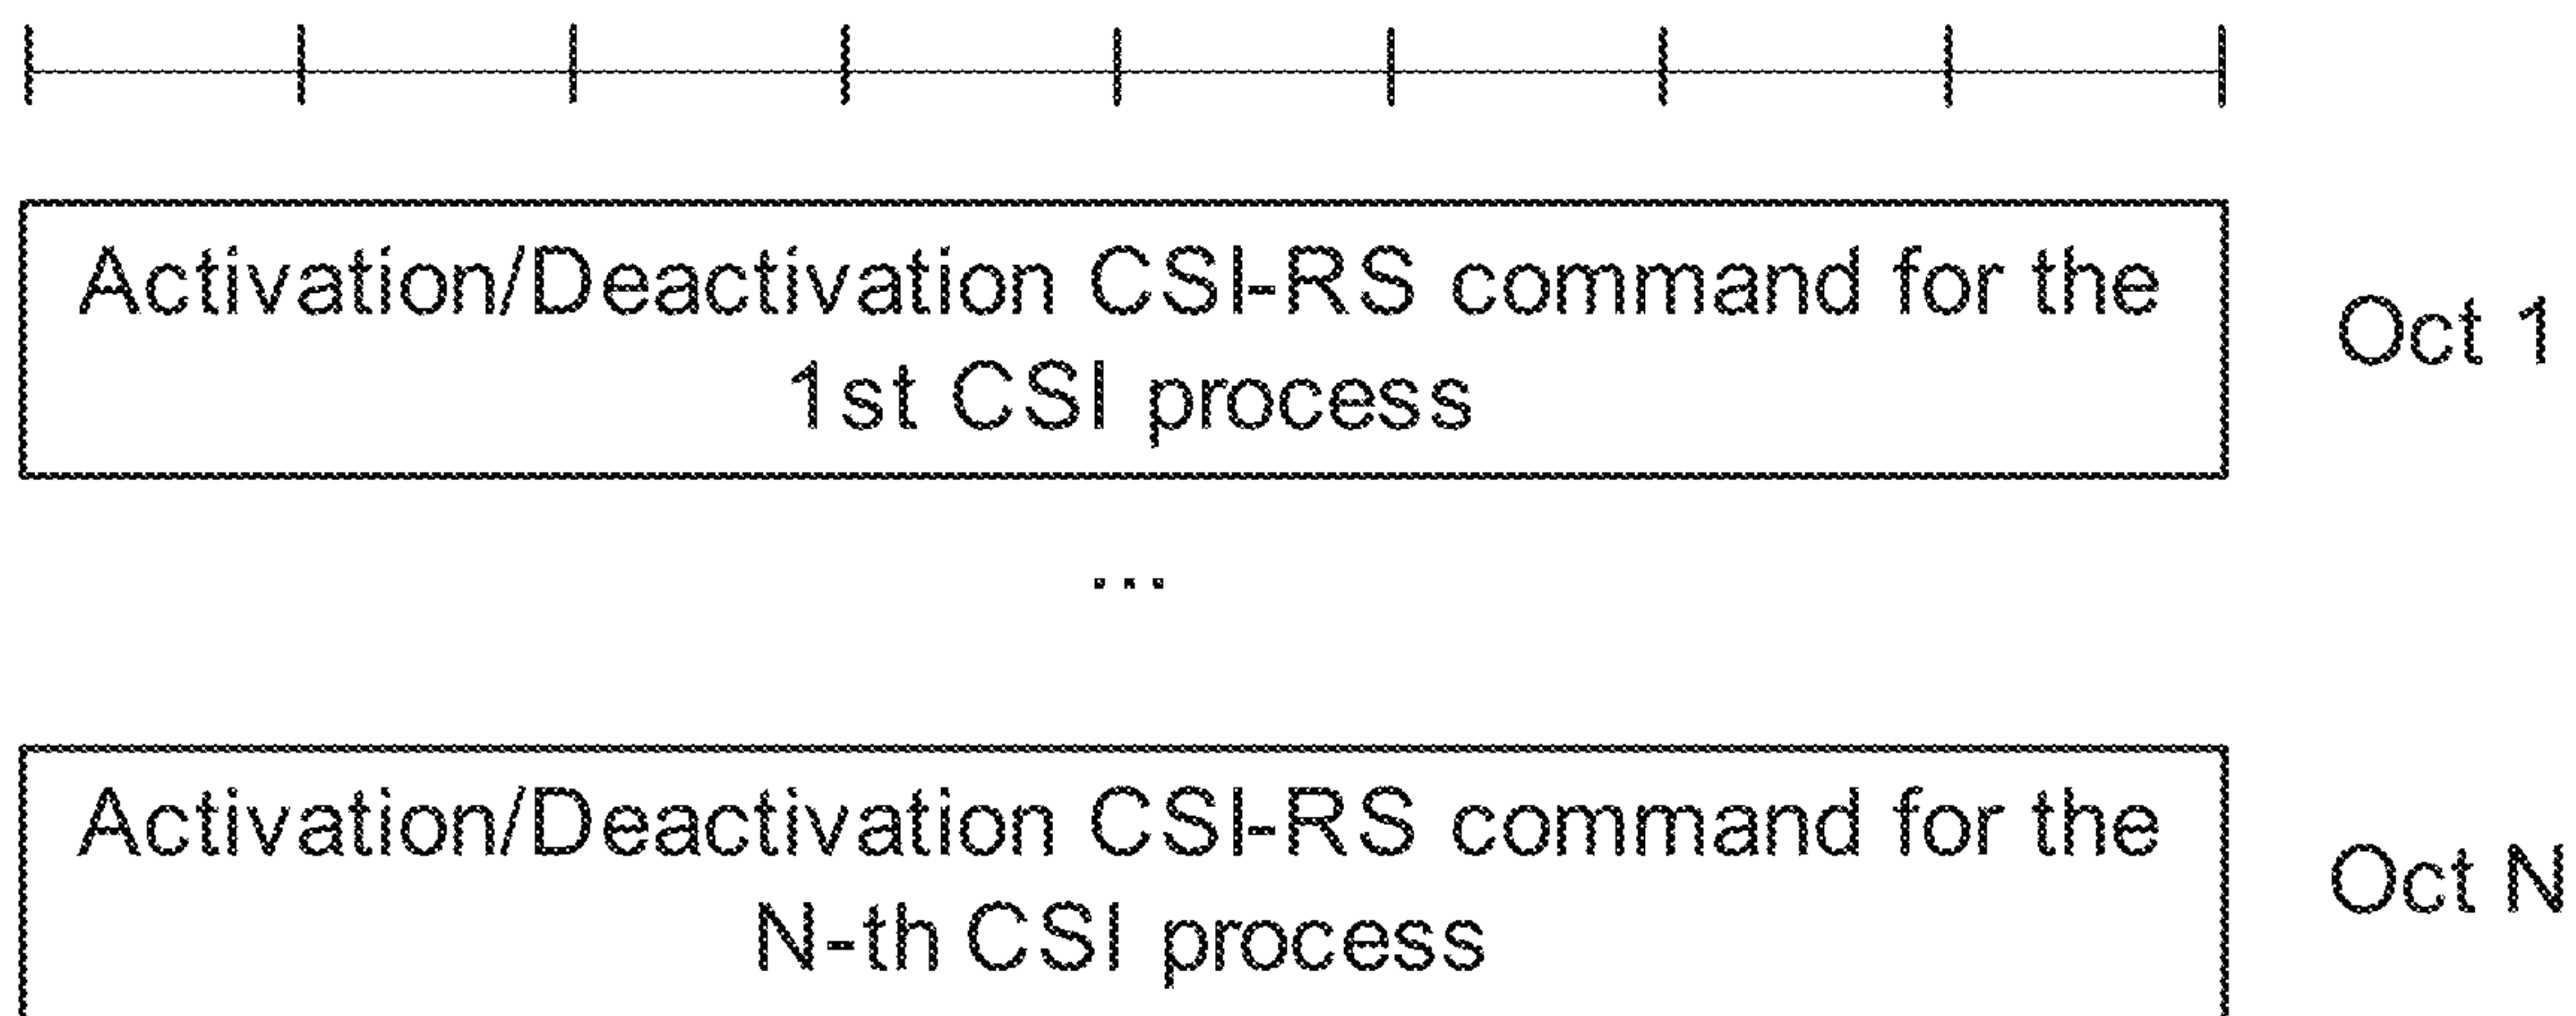 Activation/Deactivation CSI-RS command for the
1st CSI process
Oct 1
...
Activation/Deactivation CSI-RS command for the
N-th CSI process
Oct N